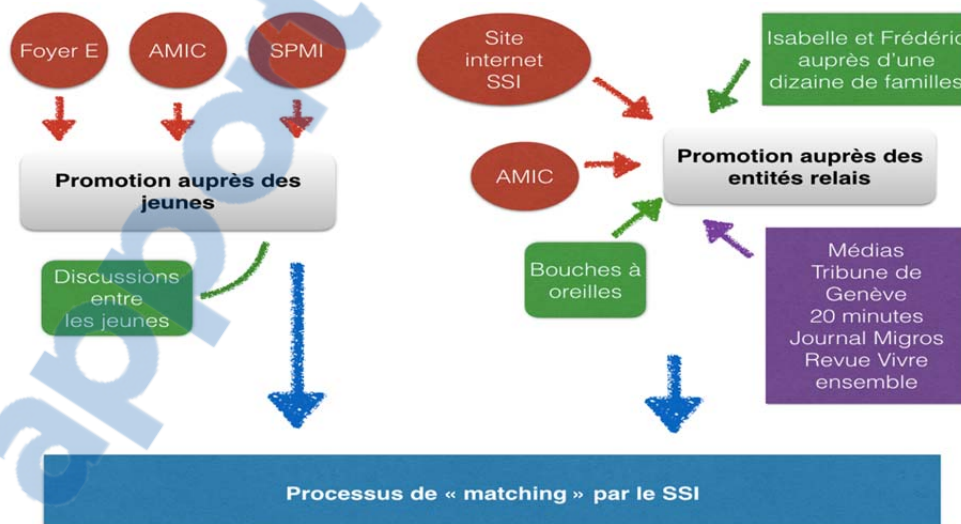 Foyer E
AMIC
SPMI
Promotion auprès des
jeunes
Discussions
entre
les jeunes
Site
internet
SSI
Isabelle et Frédéric
auprès d'une
dizaine de familles
AMIC
Promotion auprès des
entités relais
Bouches à
oreilles
Médias
Tribune de
Genève
20 minutes
Journal Migros
Revue Vivre
ensemble
Processus de « matching » par le SSI